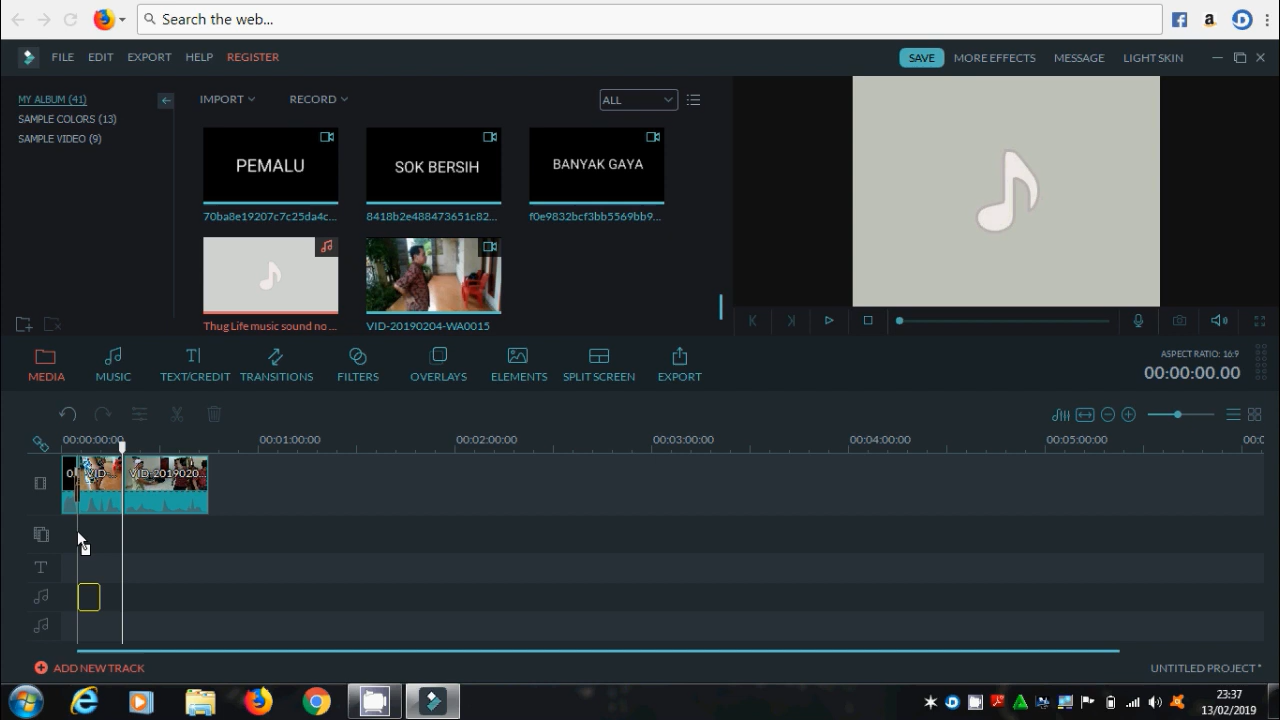 Search the web...
FILE EDIT EXPORT HELP REGISTER SAVE MORE EFFECTS MESSAGE LIGHT SKIN
MY ALBUM (41)
SAMPLE COLORS (13)
SAMPLE VIDEO (9)
IMPORT RECORD ALL
PEMALU SOK BERSIH BANYAK GAYA
70ba8e19207c7c25da4c... 8418b2e488473651c82... f0e9832bcf3bb5569bb9...
Thug Life music sound no ... VID-20190204-WA0015
MEDIA MUSIC TEXT/CREDIT TRANSITIONS FILTERS OVERLAYS ELEMENTS SPLIT SCREEN EXPORT
ASPECT RATIO: 16:9
00:00:00.00
00:00:00:00 00:01:00:00 00:02:00:00 00:03:00:00 00:04:00:00 00:05:00:00
VID-... VID-2019020...
ADD NEW TRACK UNTITLED PROJECT*
23:37
13/02/2019